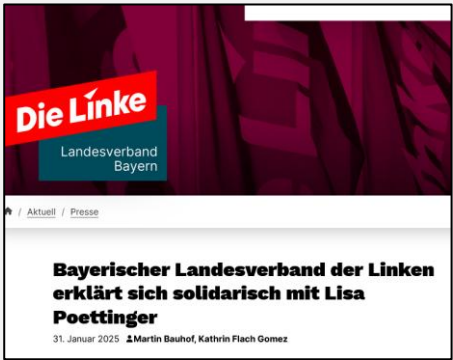 Die Linke
Landesverband
Bayern
/ Aktuell / Presse
Bayerischer Landesverband der Linken
erklärt sich solidarisch mit Lisa
Poettinger
31. Januar 2025 Martin Bauhof, Kathrin Flach Gomez